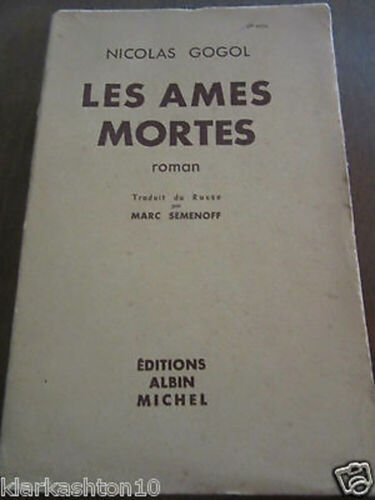 NICOLAS GOGOL
LES AMES
MORTES
roman
Traduit du Russe
par
MARC SEMENOFF
ÉDITIONS
ALBIN
MICHEL
klarkashton10